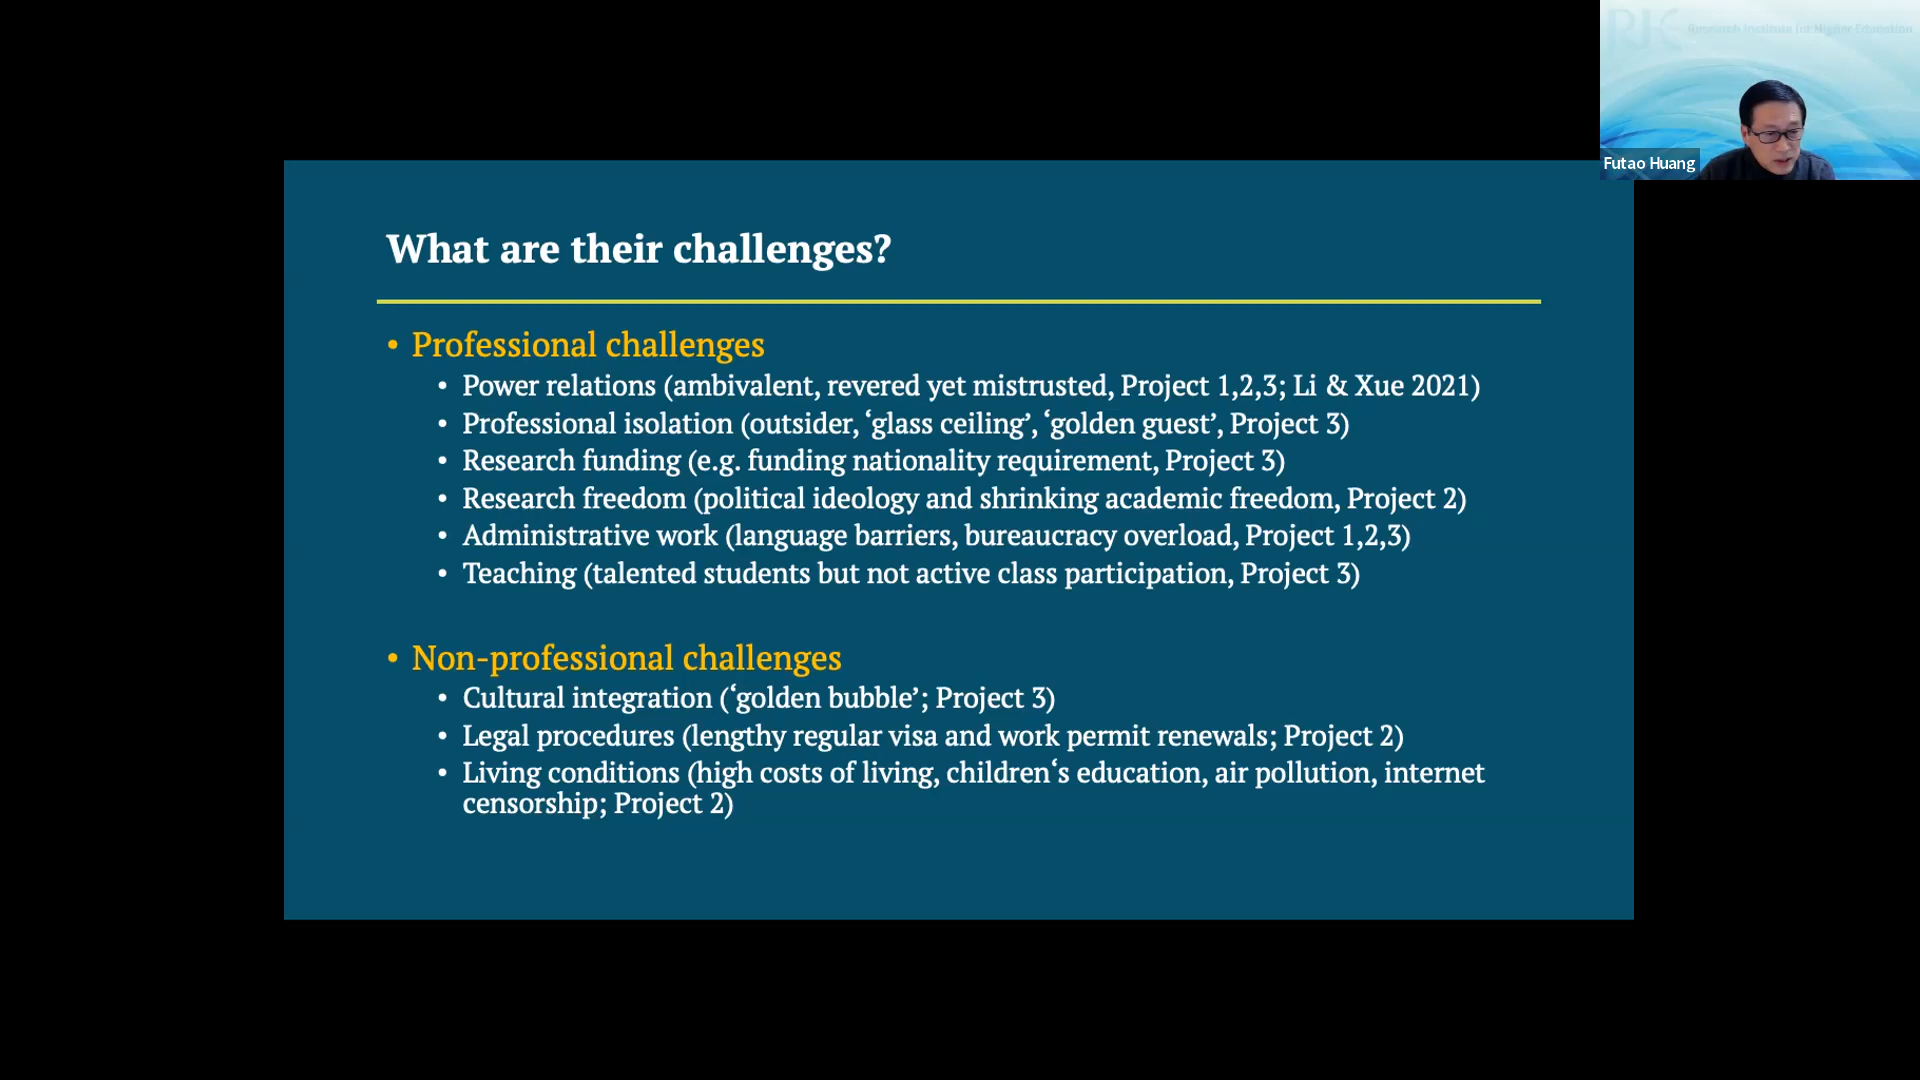 Research Institute for Higher Education
Futao Huang
What are their challenges?
• Professional challenges
• Power relations (ambivalent, revered yet mistrusted, Project 1,2,3; Li & Xue 2021)
• Professional isolation (outsider, ‘glass ceiling’, ‘golden guest’, Project 3)
• Research funding (e.g. funding nationality requirement, Project 3)
• Research freedom (political ideology and shrinking academic freedom, Project 2)
• Administrative work (language barriers, bureaucracy overload, Project 1,2,3)
• Teaching (talented students but not active class participation, Project 3)
• Non-professional challenges
• Cultural integration (‘golden bubble’; Project 3)
• Legal procedures (lengthy regular visa and work permit renewals; Project 2)
• Living conditions (high costs of living, children‘s education, air pollution, internet
censorship; Project 2)